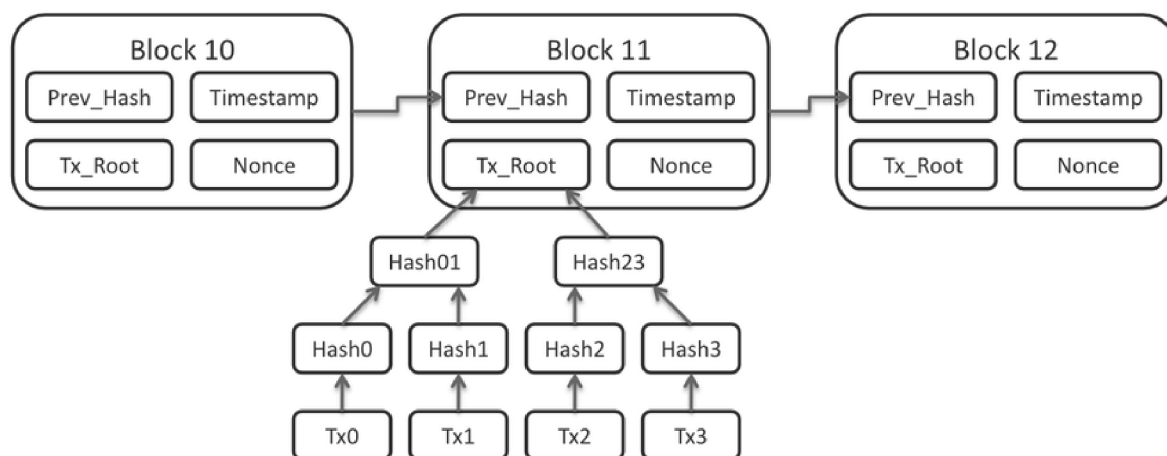 Block 10
Block 11
Block 12
Prev_Hash
Timestamp
Prev_Hash
Timestamp
Prev_Hash
Timestamp
Tx_Root
Nonce
Tx_Root
Nonce
Tx_Root
Nonce
Hash01
Hash23
Hash0
Hash1
Hash2
Hash3
Tx0
Tx1
Tx2
Tx3